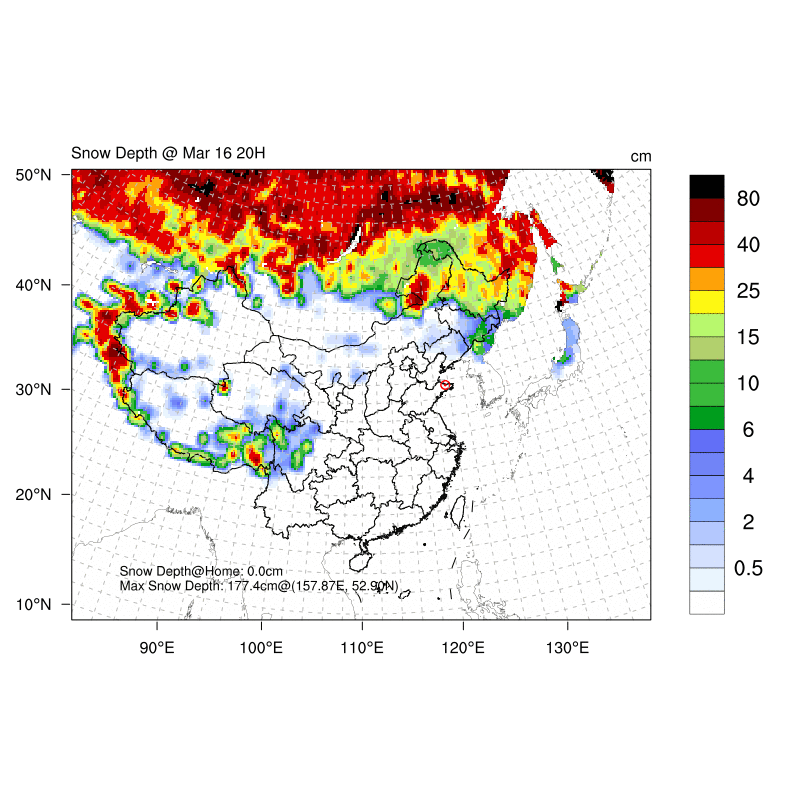 Snow Depth @ Mar 16 20H
cm
50°N
40°N
30°N
20°N
10°N
80
40
25
15
10
6
4
2
0.5
Snow Depth@Home: 0.0cm
Max Snow Depth: 177.4cm@(157.87E, 52.90N)
90°E
100°E
110°E
120°E
130°E